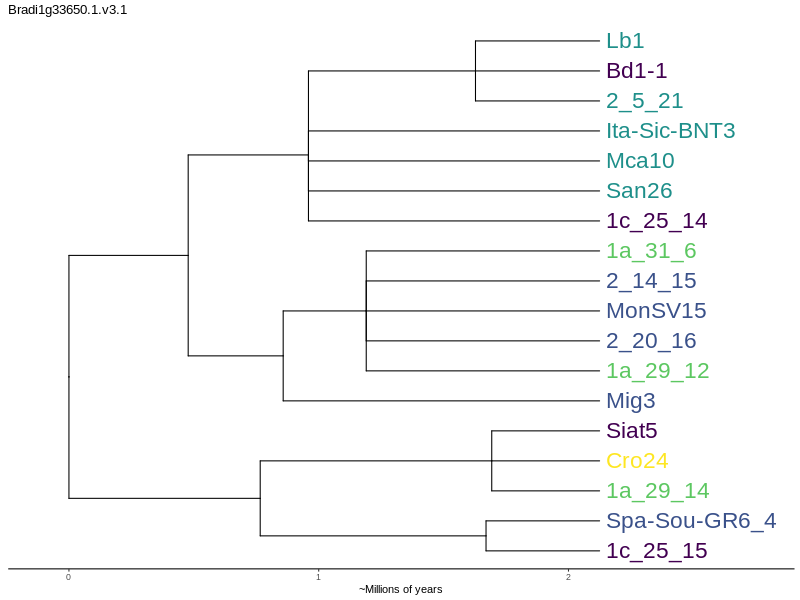 Bradi1g33650.1.v3.1
Lb1
Bd1-1
2_5_21
Ita-Sic-BNT3
Mca10
San26
1c_25_14
1a_31_6
2_14_15
MonSV15
2_20_16
1a_29_12
Mig3
Siat5
Cro24
1a_29_14
Spa-Sou-GR6_4
1c_25_15
0 1 2
~Millions of years